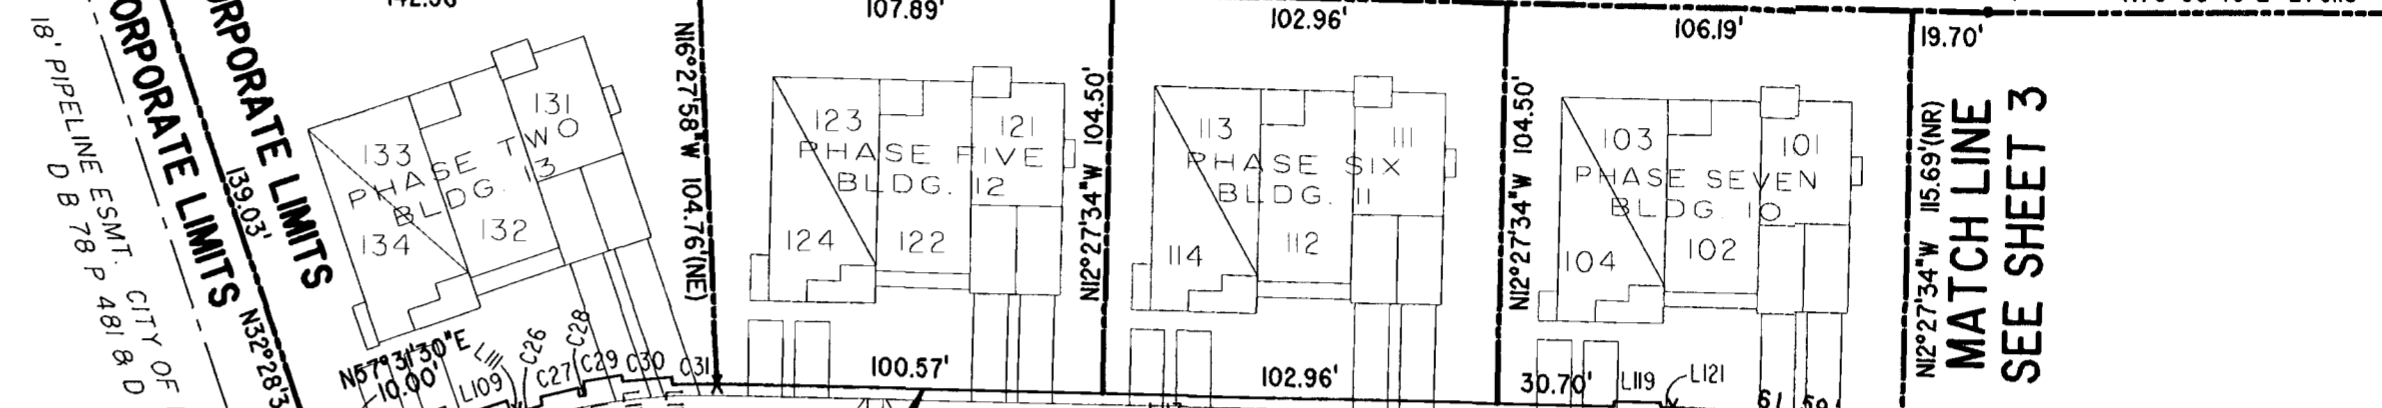 107.89'
102.96'
106.19'
19.70'
18' PIPELINE ESMT. CITY OF
D B 78 P 481 & D
ORPORATE LIMITS
RPORATE LIMITS
139.03'
N32°28'3
133
131
PHASE TWO
BLDG. 13
134
132
N57°31'30"E
10.00'
L109
L111
C26
C27
C28
C29
C30
C31
N16°27'58"W 104.76'(NE)
123
121
PHASE FIVE
BLDG. 12
124
122
100.57'
N12°27'34"W 104.50'
113
111
PHASE SIX
BLDG. 11
114
112
102.96'
N12°27'34"W 104.50'
103
101
PHASE SEVEN
BLDG. 10
104
102
30.70'
L119
L121
N12°27'34"W 115.69'(NR)
MATCH LINE
SEE SHEET 3